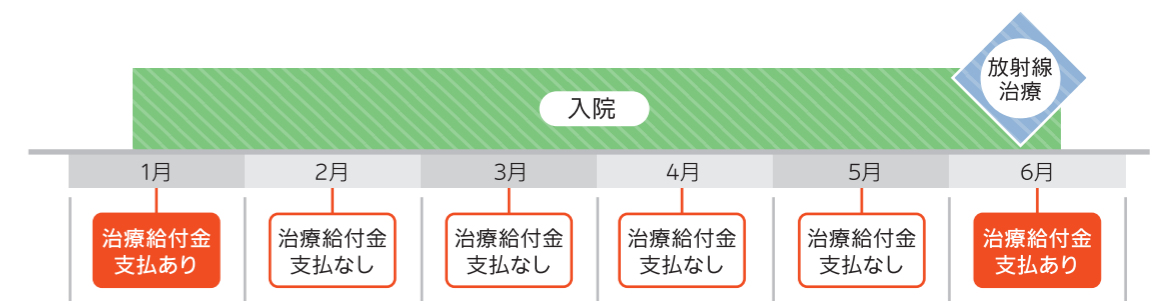 放射線
治療
入院
1月
2月
3月
4月
5月
6月
治療給付金
支払あり
治療給付金
支払なし
治療給付金
支払なし
治療給付金
支払なし
治療給付金
支払なし
治療給付金
支払あり